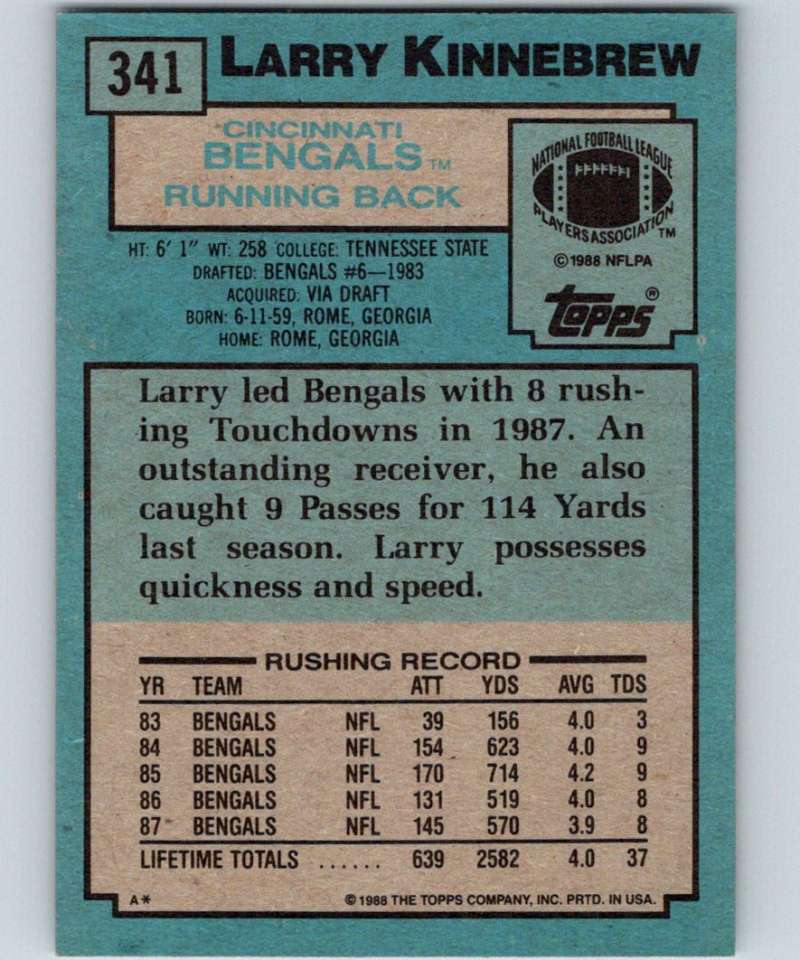 341 LARRY KINNEBREW
CINCINNATI
BENGALS™
RUNNING BACK
NATIONAL FOOTBALL LEAGUE
PLAYERS ASSOCIATION™
©1988 NFLPA
Topps®
HT: 6' 1" WT: 258 COLLEGE: TENNESSEE STATE
DRAFTED: BENGALS #6—1983
ACQUIRED: VIA DRAFT
BORN: 6-11-59, ROME, GEORGIA
HOME: ROME, GEORGIA
Larry led Bengals with 8 rush-
ing Touchdowns in 1987. An
outstanding receiver, he also
caught 9 Passes for 114 Yards
last season. Larry possesses
quickness and speed.
RUSHING RECORD
YR TEAM ATT YDS AVG TDS
83 BENGALS NFL 39 156 4.0 3
84 BENGALS NFL 154 623 4.0 9
85 BENGALS NFL 170 714 4.2 9
86 BENGALS NFL 131 519 4.0 8
87 BENGALS NFL 145 570 3.9 8
LIFETIME TOTALS ...... 639 2582 4.0 37
A* ©1988 THE TOPPS COMPANY, INC. PRTD. IN USA.